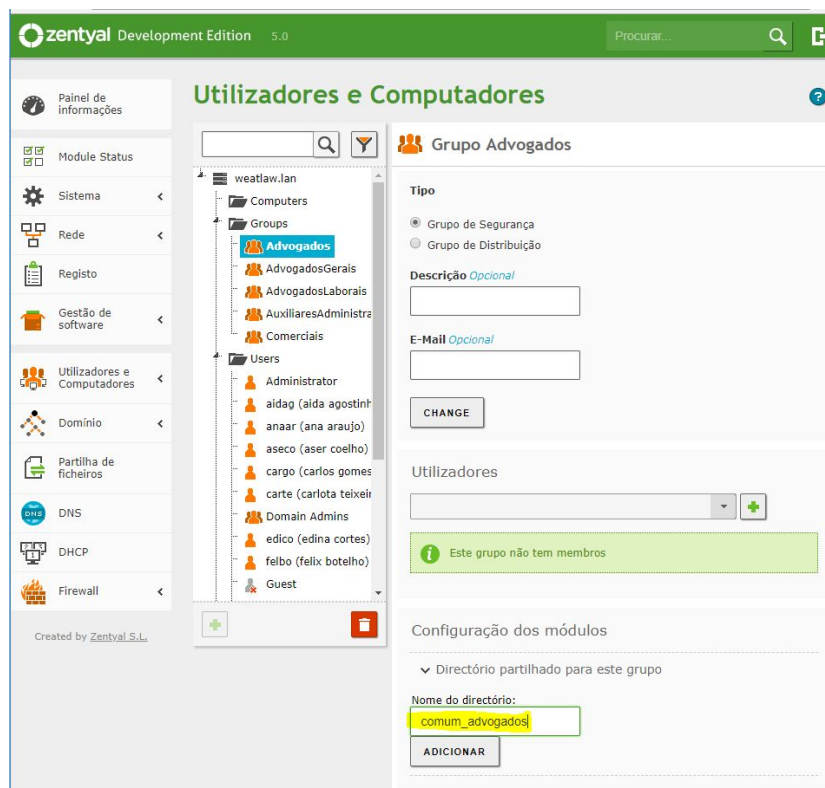 zentyal Development Edition 5.0
Procurar...
Painel de
informações
Module Status
Sistema
Rede
Registo
Gestão de
software
Utilizadores e
Computadores
Domínio
Partilha de
ficheiros
DNS
DNS
DHCP
Firewall
Created by Zentyal S.L.
Utilizadores e Computadores
?
weatlaw.lan
Computers
Groups
Advogados
AdvogadosGerais
AdvogadosLaborais
AuxiliaresAdministra
Comerciais
Users
Administrator
aidag (aida agostinh
anaar (ana araujo)
aseco (aser coelho)
cargo (carlos gomes
carte (carlota teixeir
Domain Admins
edico (edina cortes)
felbo (felix botelho)
Guest
Grupo Advogados
Tipo
Grupo de Segurança
Grupo de Distribuição
Descrição Opcional
E-Mail Opcional
CHANGE
Utilizadores
Este grupo não tem membros
Configuração dos módulos
Directório partilhado para este grupo
Nome do directório:
comum_advogados
ADICIONAR